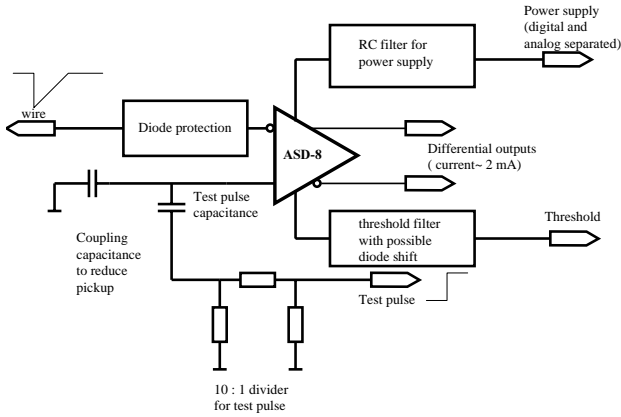 Power supply
(digital and
analog separated)
RC filter for
power supply
wire
Diode protection
ASD-8
Differential outputs
( current~ 2 mA)
Test pulse
capacitance
Coupling
capacitance
to reduce
pickup
threshold filter
with possible
diode shift
Threshold
Test pulse
10 : 1 divider
for test pulse